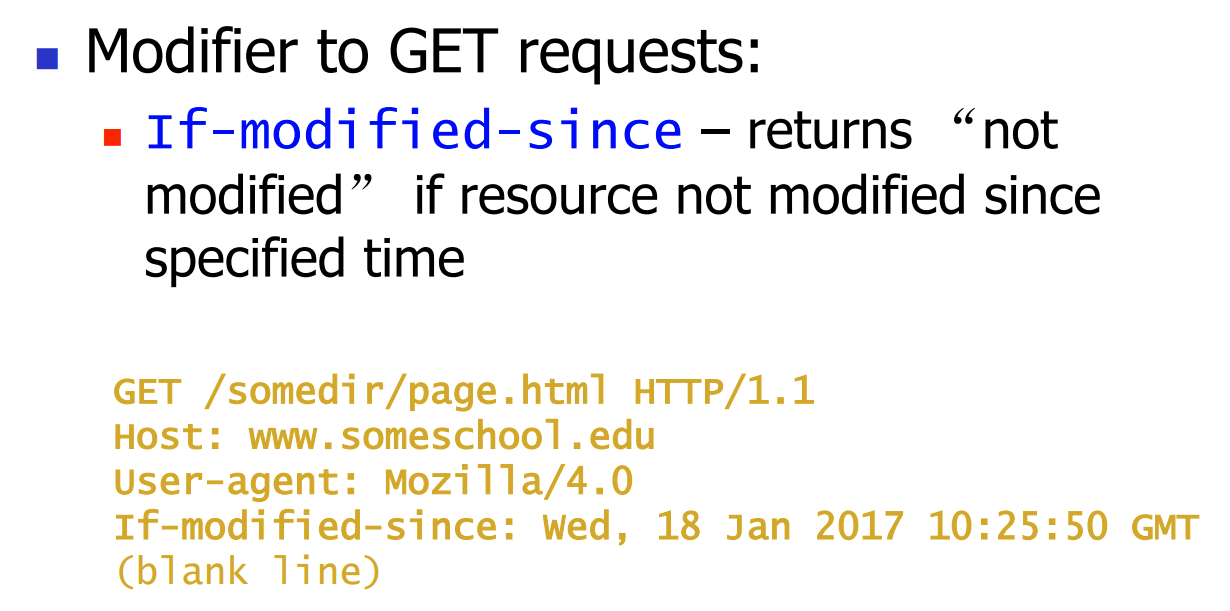 Modifier to GET requests:
If-modified-since – returns “not
modified” if resource not modified since
specified time
GET /somedir/page.html HTTP/1.1
Host: www.someschool.edu
User-agent: Mozilla/4.0
If-modified-since: Wed, 18 Jan 2017 10:25:50 GMT
(blank line)